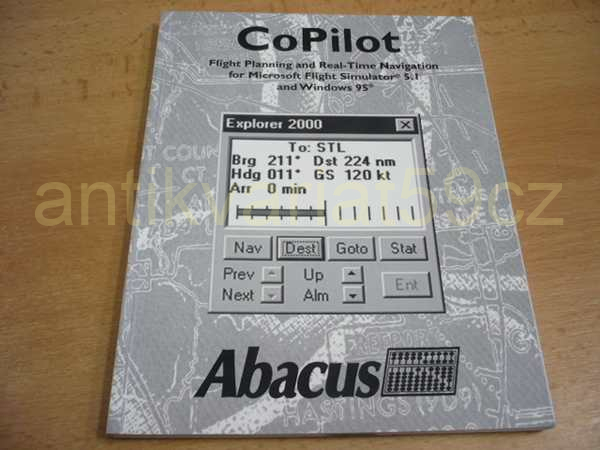 CoPilot
Flight Planning and Real-Time Navigation
for Microsoft Flight Simulator® 5.1
and Windows 95®
Explorer 2000
To: STL
Brg 211° Dst 224 nm
Hdg 011° GS 120 kt
Arr 0 min
antikvariat59cz
Nav Dest Goto Stat
Prev Up
Next Alm Ent
Abacus
HASTINGS